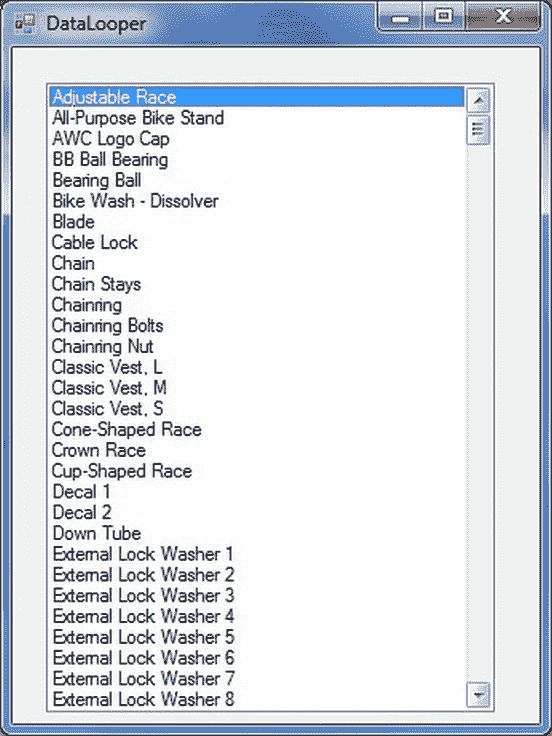 DataLooper
Adjustable Race
All-Purpose Bike Stand
AWC Logo Cap
BB Ball Bearing
Bearing Ball
Bike Wash - Dissolver
Blade
Cable Lock
Chain
Chain Stays
Chainring
Chainring Bolts
Chainring Nut
Classic Vest, L
Classic Vest, M
Classic Vest, S
Cone-Shaped Race
Crown Race
Cup-Shaped Race
Decal 1
Decal 2
Down Tube
External Lock Washer 1
External Lock Washer 2
External Lock Washer 3
External Lock Washer 4
External Lock Washer 5
External Lock Washer 6
External Lock Washer 7
External Lock Washer 8